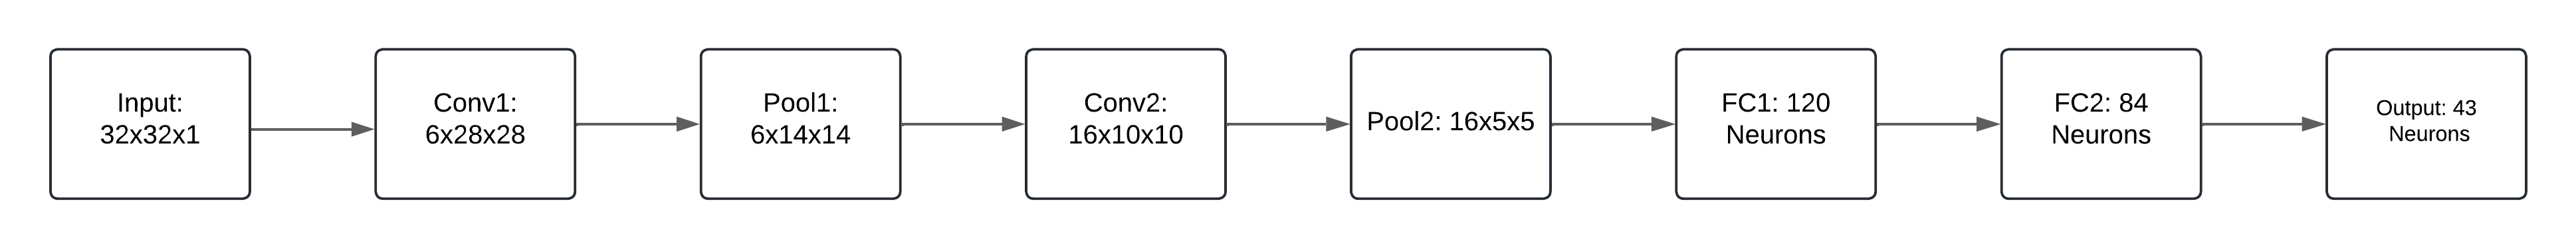 Input:
32x32x1
Conv1:
6x28x28
Pool1:
6x14x14
Conv2:
16x10x10
Pool2: 16x5x5
FC1: 120
Neurons
FC2: 84
Neurons
Output: 43
Neurons